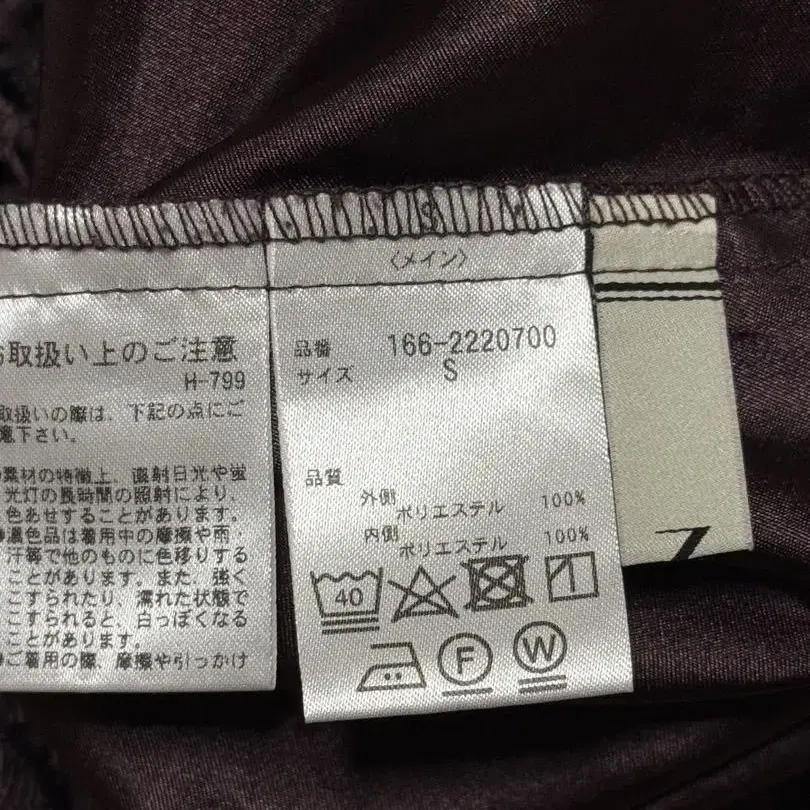 お取扱い上のご注意
H-799
取扱いの際は、下記の点にご
意下さい。
の素材の特徴上、直射日光や蛍
光灯の長時間の照射により、
色あせすることがあります。
濃色品は着用中の摩擦や雨・
汗等で他のものに色移りする
ことがあります。また、強く
こすられたり、濡れた状態で
こすられると、白っぽくなる
ことがあります。
ご着用の際、摩擦や引っかけ
〈メイン〉
品番 166-2220700
サイズ S
品質
外側
ポリエステル 100%
内側
ポリエステル 100%
40
F W